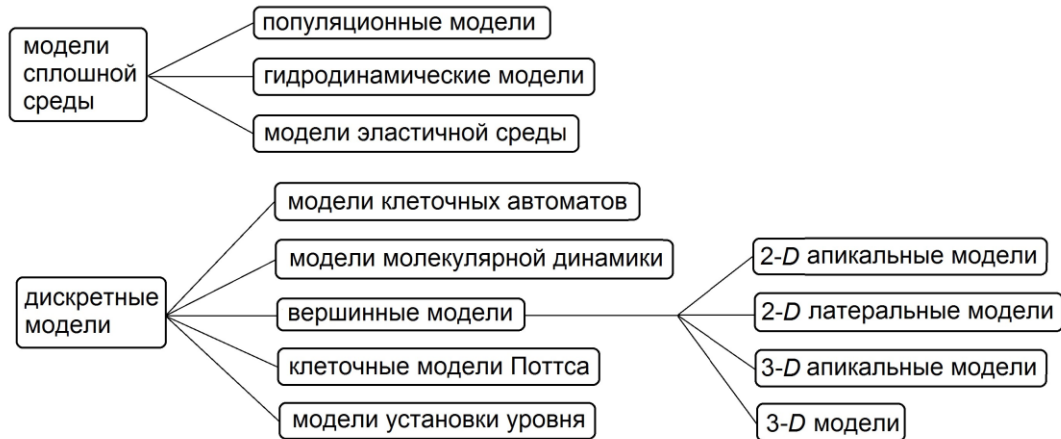 модели
сплошной
среды
популяционные модели
гидродинамические модели
модели эластичной среды
дискретные
модели
модели клеточных автоматов
модели молекулярной динамики
вершинные модели
клеточные модели Поттса
модели установки уровня
2-D апикальные модели
2-D латеральные модели
3-D апикальные модели
3-D модели